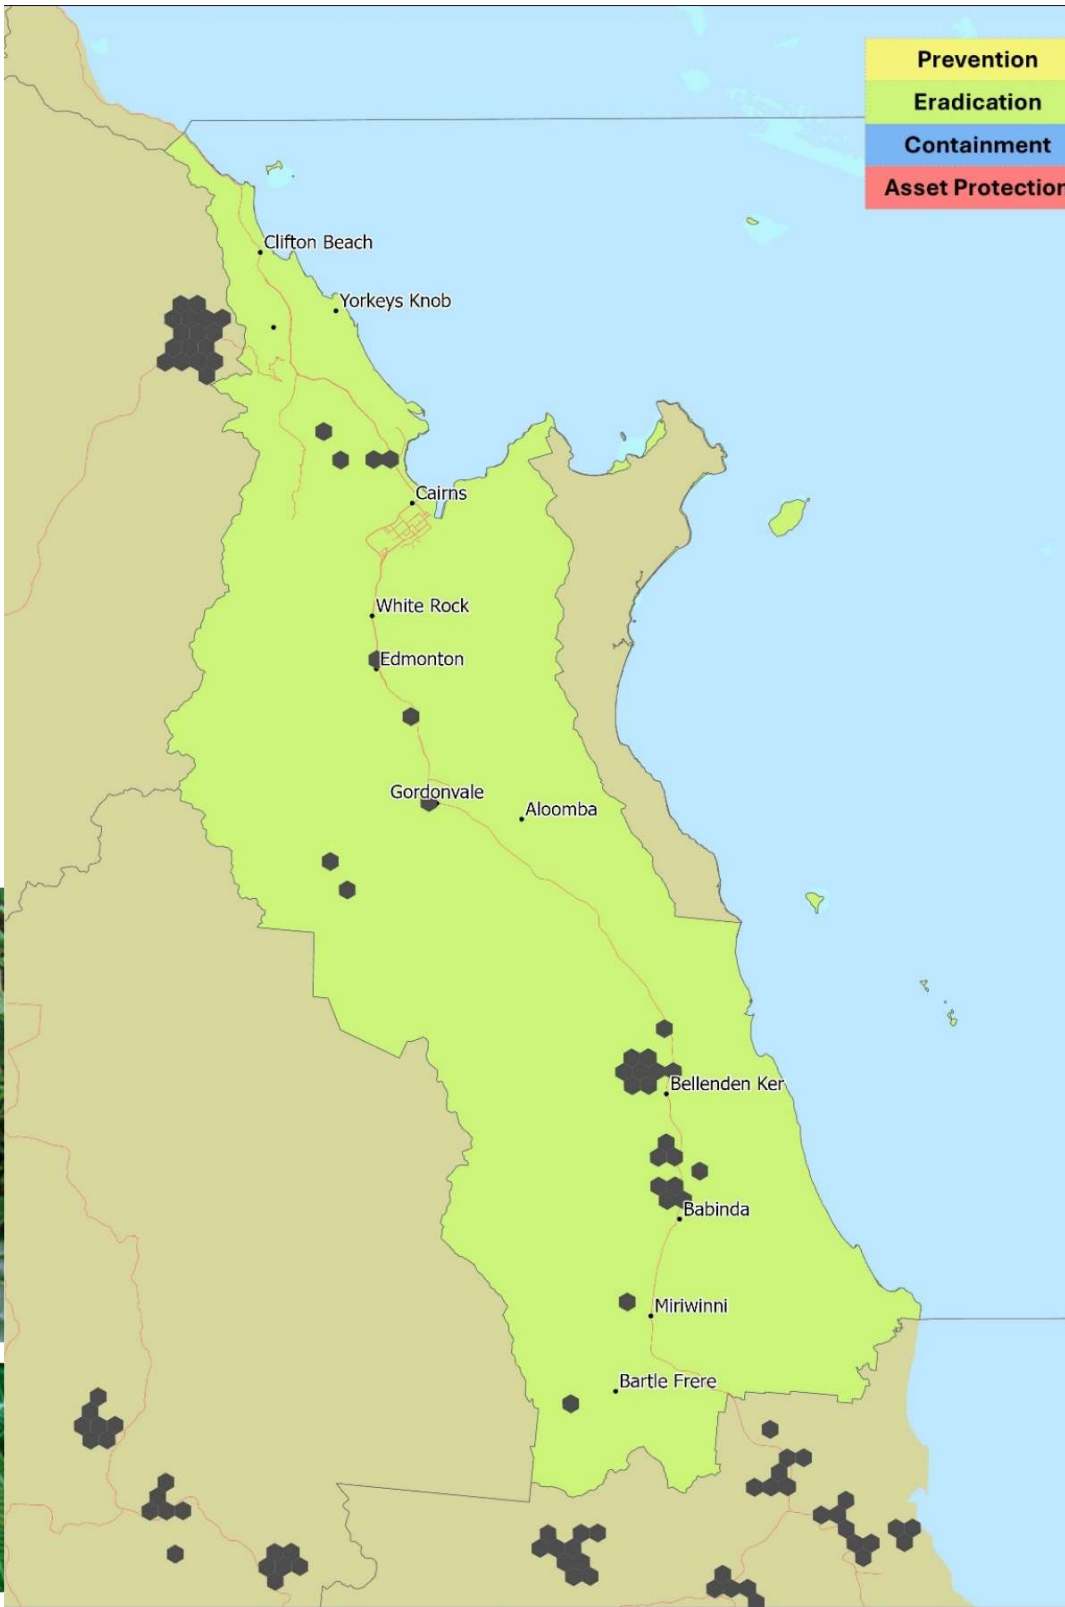 Prevention
Eradication
Containment
Asset Protection
Clifton Beach
Yorkeys Knob
Cairns
White Rock
Edmonton
Gordonvale
Aloomba
Bellenden Ker
Babinda
Miriwinni
Bartle Frere